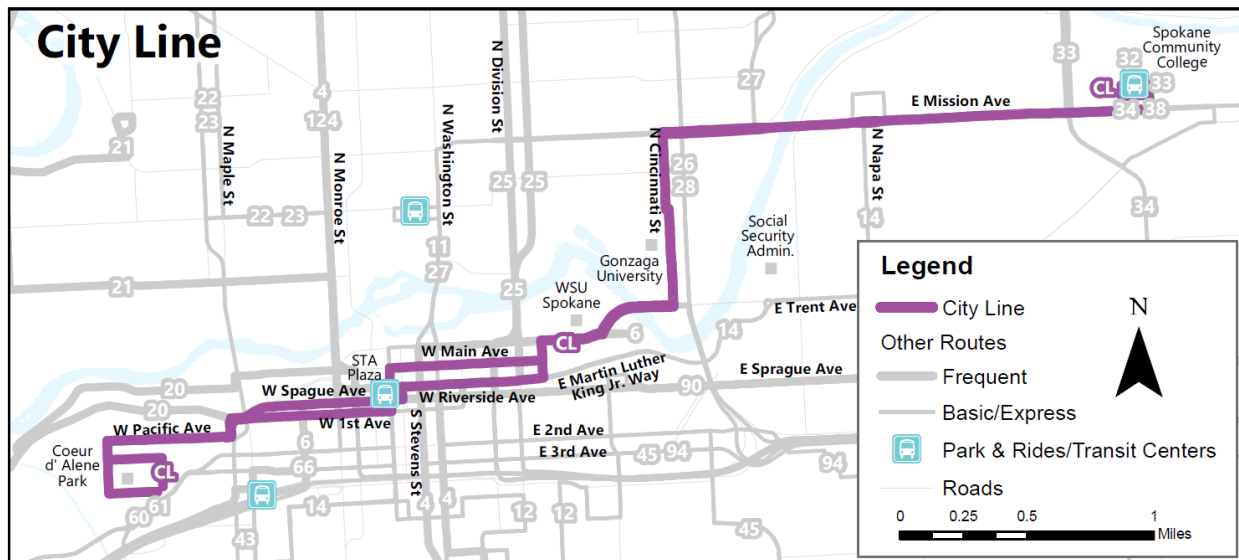 City Line
Spokane
Community
College
32
33
33
CL
34
38
E Mission Ave
27
4
124
22
23
N Maple St
N Monroe St
N Washington St
N Division St
21
25
25
N Cincinnati St
26
28
N Napa St
14
34
22
23
11
27
Social
Security
Admin.
Gonzaga
University
21
25
WSU
Spokane
CL
6
E Trent Ave
14
W Main Ave
STA
Plaza
E Martin Luther
King Jr. Way
90
E Sprague Ave
20
W Spague Ave
W Riverside Ave
20
W 1st Ave
W Pacific Ave
6
S Stevens St
E 2nd Ave
E 3rd Ave
45
94
94
Coeur
d' Alene
Park
CL
66
61
60
14
4
4
12
12
43
45
Legend
N
City Line
Other Routes
Frequent
Basic/Express
Park & Rides/Transit Centers
Roads
0
0.25
0.5
1
Miles